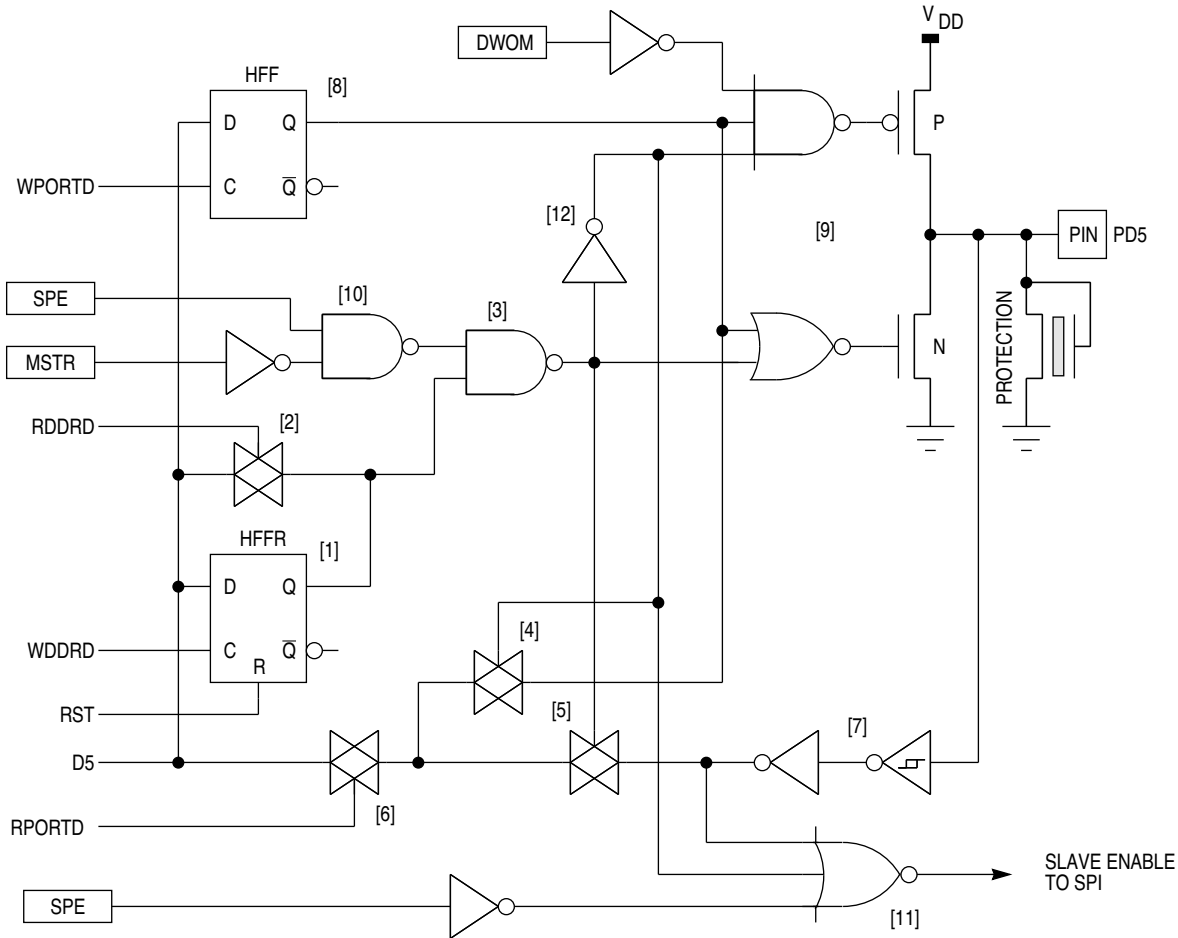 V DD
DWOM
HFF
[8]
D Q
P
WPORTD
C Q
[12]
[9]
PIN PD5
SPE
[10]
[3]
PROTECTION
MSTR
N
RDDRD
[2]
HFFR
[1]
D Q
[4]
WDDRD
C Q
R
RST
[5]
[7]
D5
[6]
RPORTD
SLAVE ENABLE
TO SPI
SPE
[11]